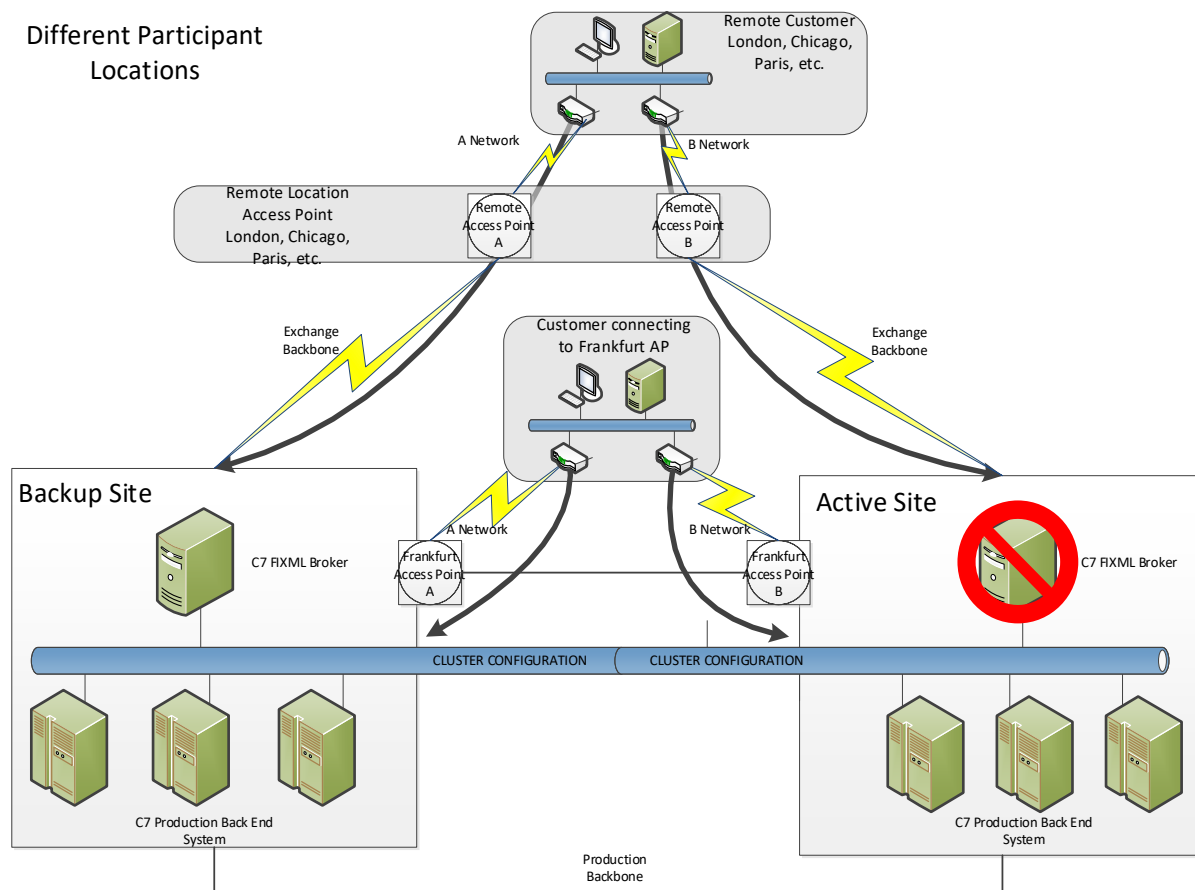 Different Participant
Locations
Remote Customer
London, Chicago,
Paris, etc.
A Network
B Network
Remote Location
Access Point
London, Chicago,
Paris, etc.
Remote
Access Point
A
Remote
Access Point
B
Exchange
Backbone
Customer connecting
to Frankfurt AP
Exchange
Backbone
Backup Site
Active Site
A Network
B Network
C7 FIXML Broker
Frankfurt
Access Point
A
Frankfurt
Access Point
B
C7 FIXML Broker
CLUSTER CONFIGURATION
CLUSTER CONFIGURATION
C7 Production Back End
System
C7 Production Back End
System
Production
Backbone